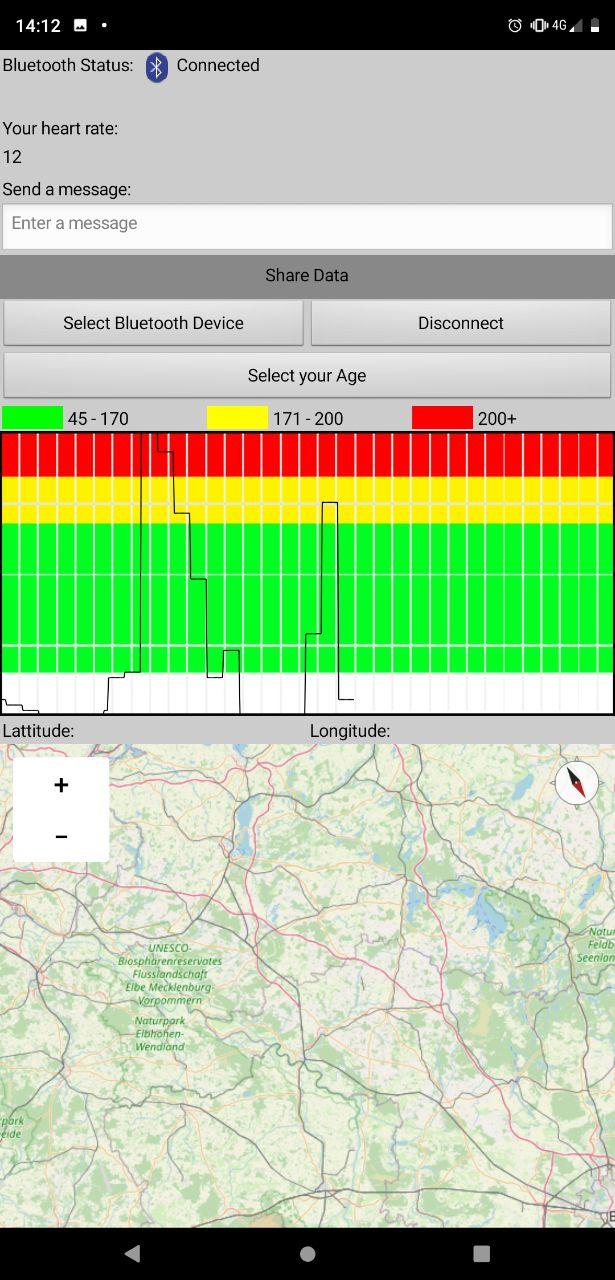 14:12
4G
Bluetooth Status: Connected
Your heart rate:
12
Send a message:
Enter a message
Share Data
Select Bluetooth Device
Disconnect
Select your Age
45 - 170
171 - 200
200+
Lattitude:
Longitude:
+
−
UNESCO-
Biosphärenreservates
Flusslandschaft
Elbe Mecklenburg-
Vorpommern
Naturpark
Elbhöhen-
Wendland
Natur
Feldb
Seenlan
park
eide